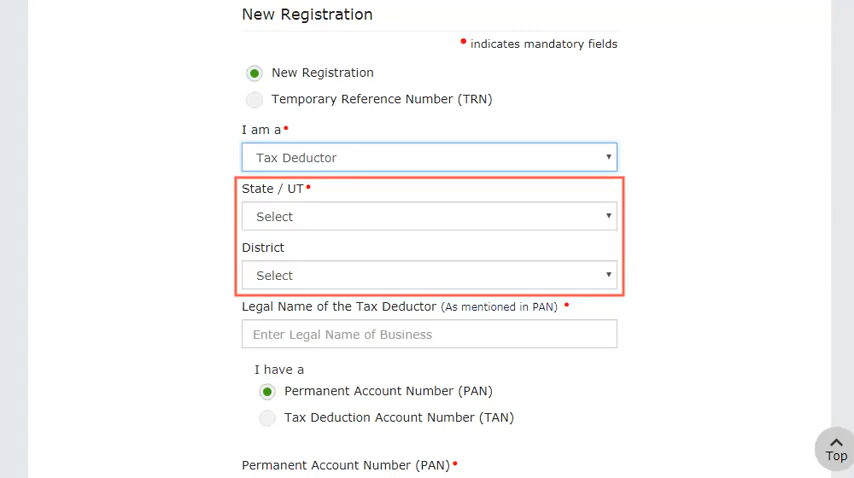 New Registration
• indicates mandatory fields
New Registration
Temporary Reference Number (TRN)
I am a•
Tax Deductor
State / UT•
Select
District
Select
Legal Name of the Tax Deductor (As mentioned in PAN) •
Enter Legal Name of Business
I have a
Permanent Account Number (PAN)
Tax Deduction Account Number (TAN)
Top
Permanent Account Number (PAN)•